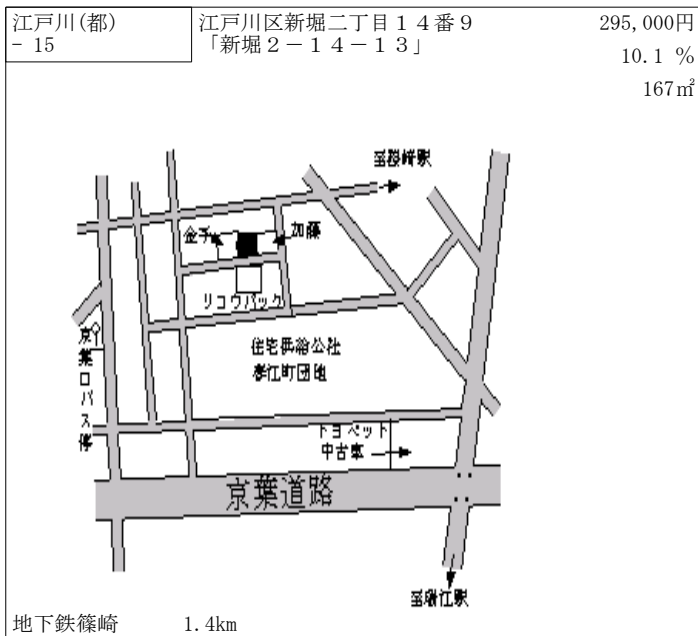 江戸川(都)
- 15
江戸川区新堀二丁目14番9
「新堀2-14-13」
295,000円
10.1 %
167㎡
至篠崎駅
金子
加藤
リコウパック
京葉口バス停
住宅供給公社
春江町団地
トヨペット
中古車
京葉道路
至瑞江駅
地下鉄篠崎 1.4km